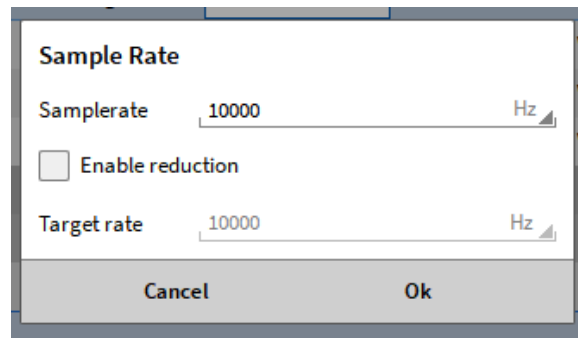 Sample Rate
Samplerate 10000 Hz
Enable reduction
Target rate 10000 Hz
Cancel Ok